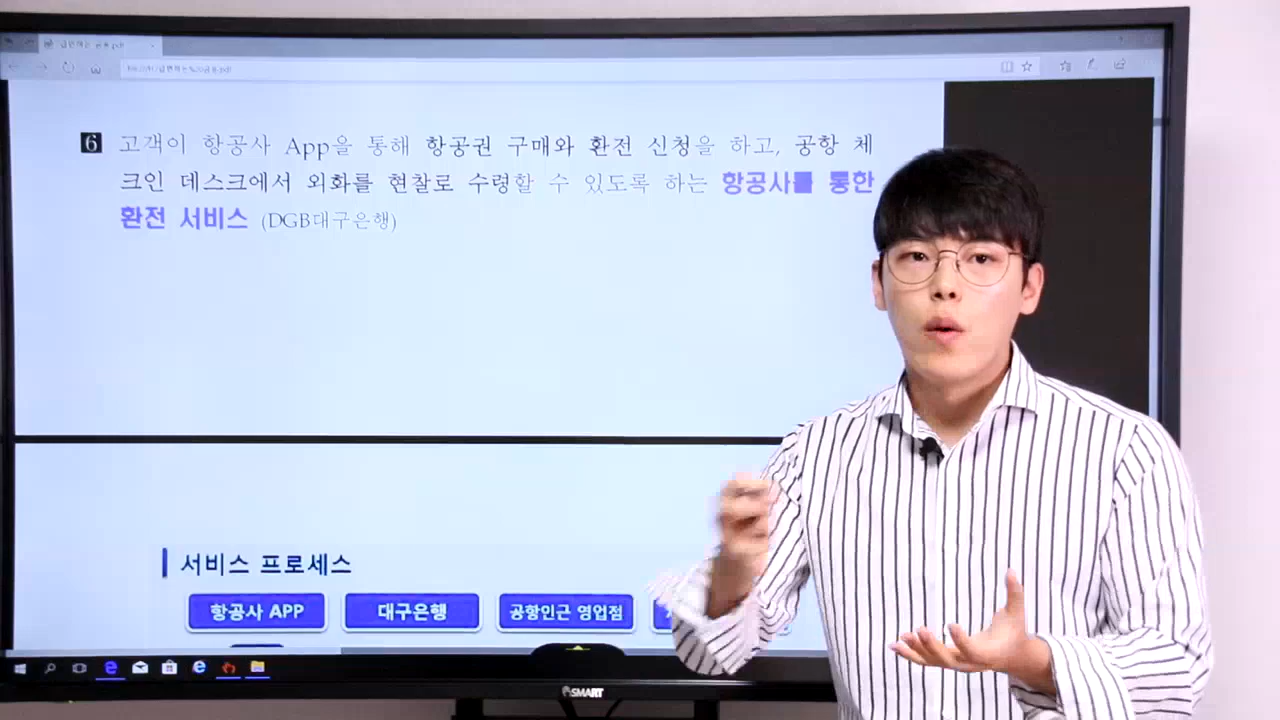 6 고객이 항공사 App을 통해 항공권 구매와 환전 신청을 하고, 공항 체
크인 데스크에서 외화를 현찰로 수령할 수 있도록 하는 항공사를 통한
환전 서비스 (DGB대구은행)
서비스 프로세스
항공사 APP 대구은행 공항인근 영업점
SMART